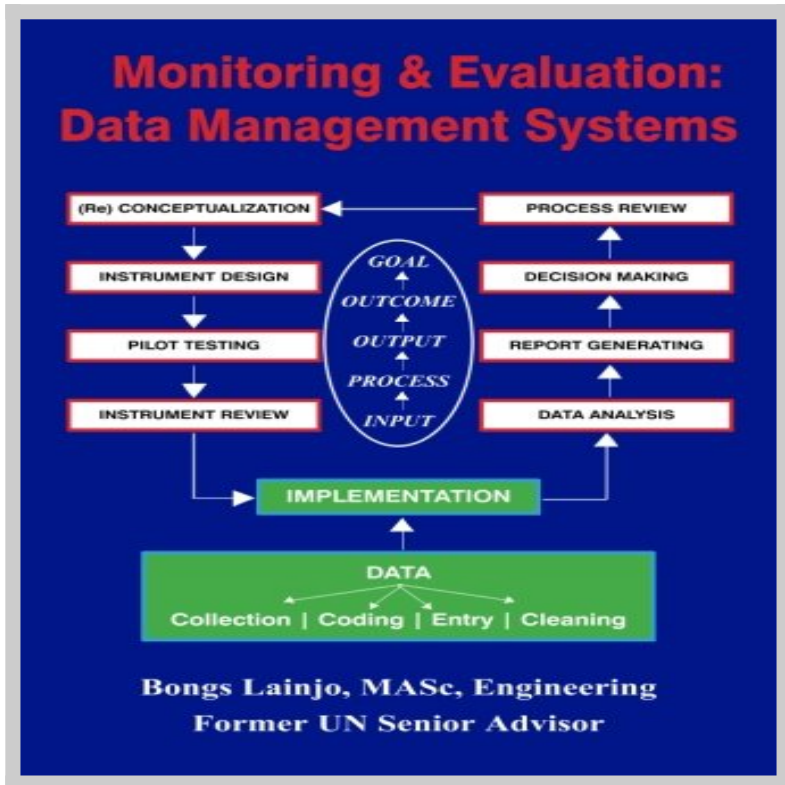 Monitoring & Evaluation:
Data Management Systems
(Re) CONCEPTUALIZATION
PROCESS REVIEW
GOAL
INSTRUMENT DESIGN
DECISION MAKING
OUTCOME
PILOT TESTING
OUTPUT
REPORT GENERATING
PROCESS
INSTRUMENT REVIEW
INPUT
DATA ANALYSIS
IMPLEMENTATION
DATA
Collection | Coding | Entry | Cleaning
Bongs Lainjo, MASc, Engineering
Former UN Senior Advisor